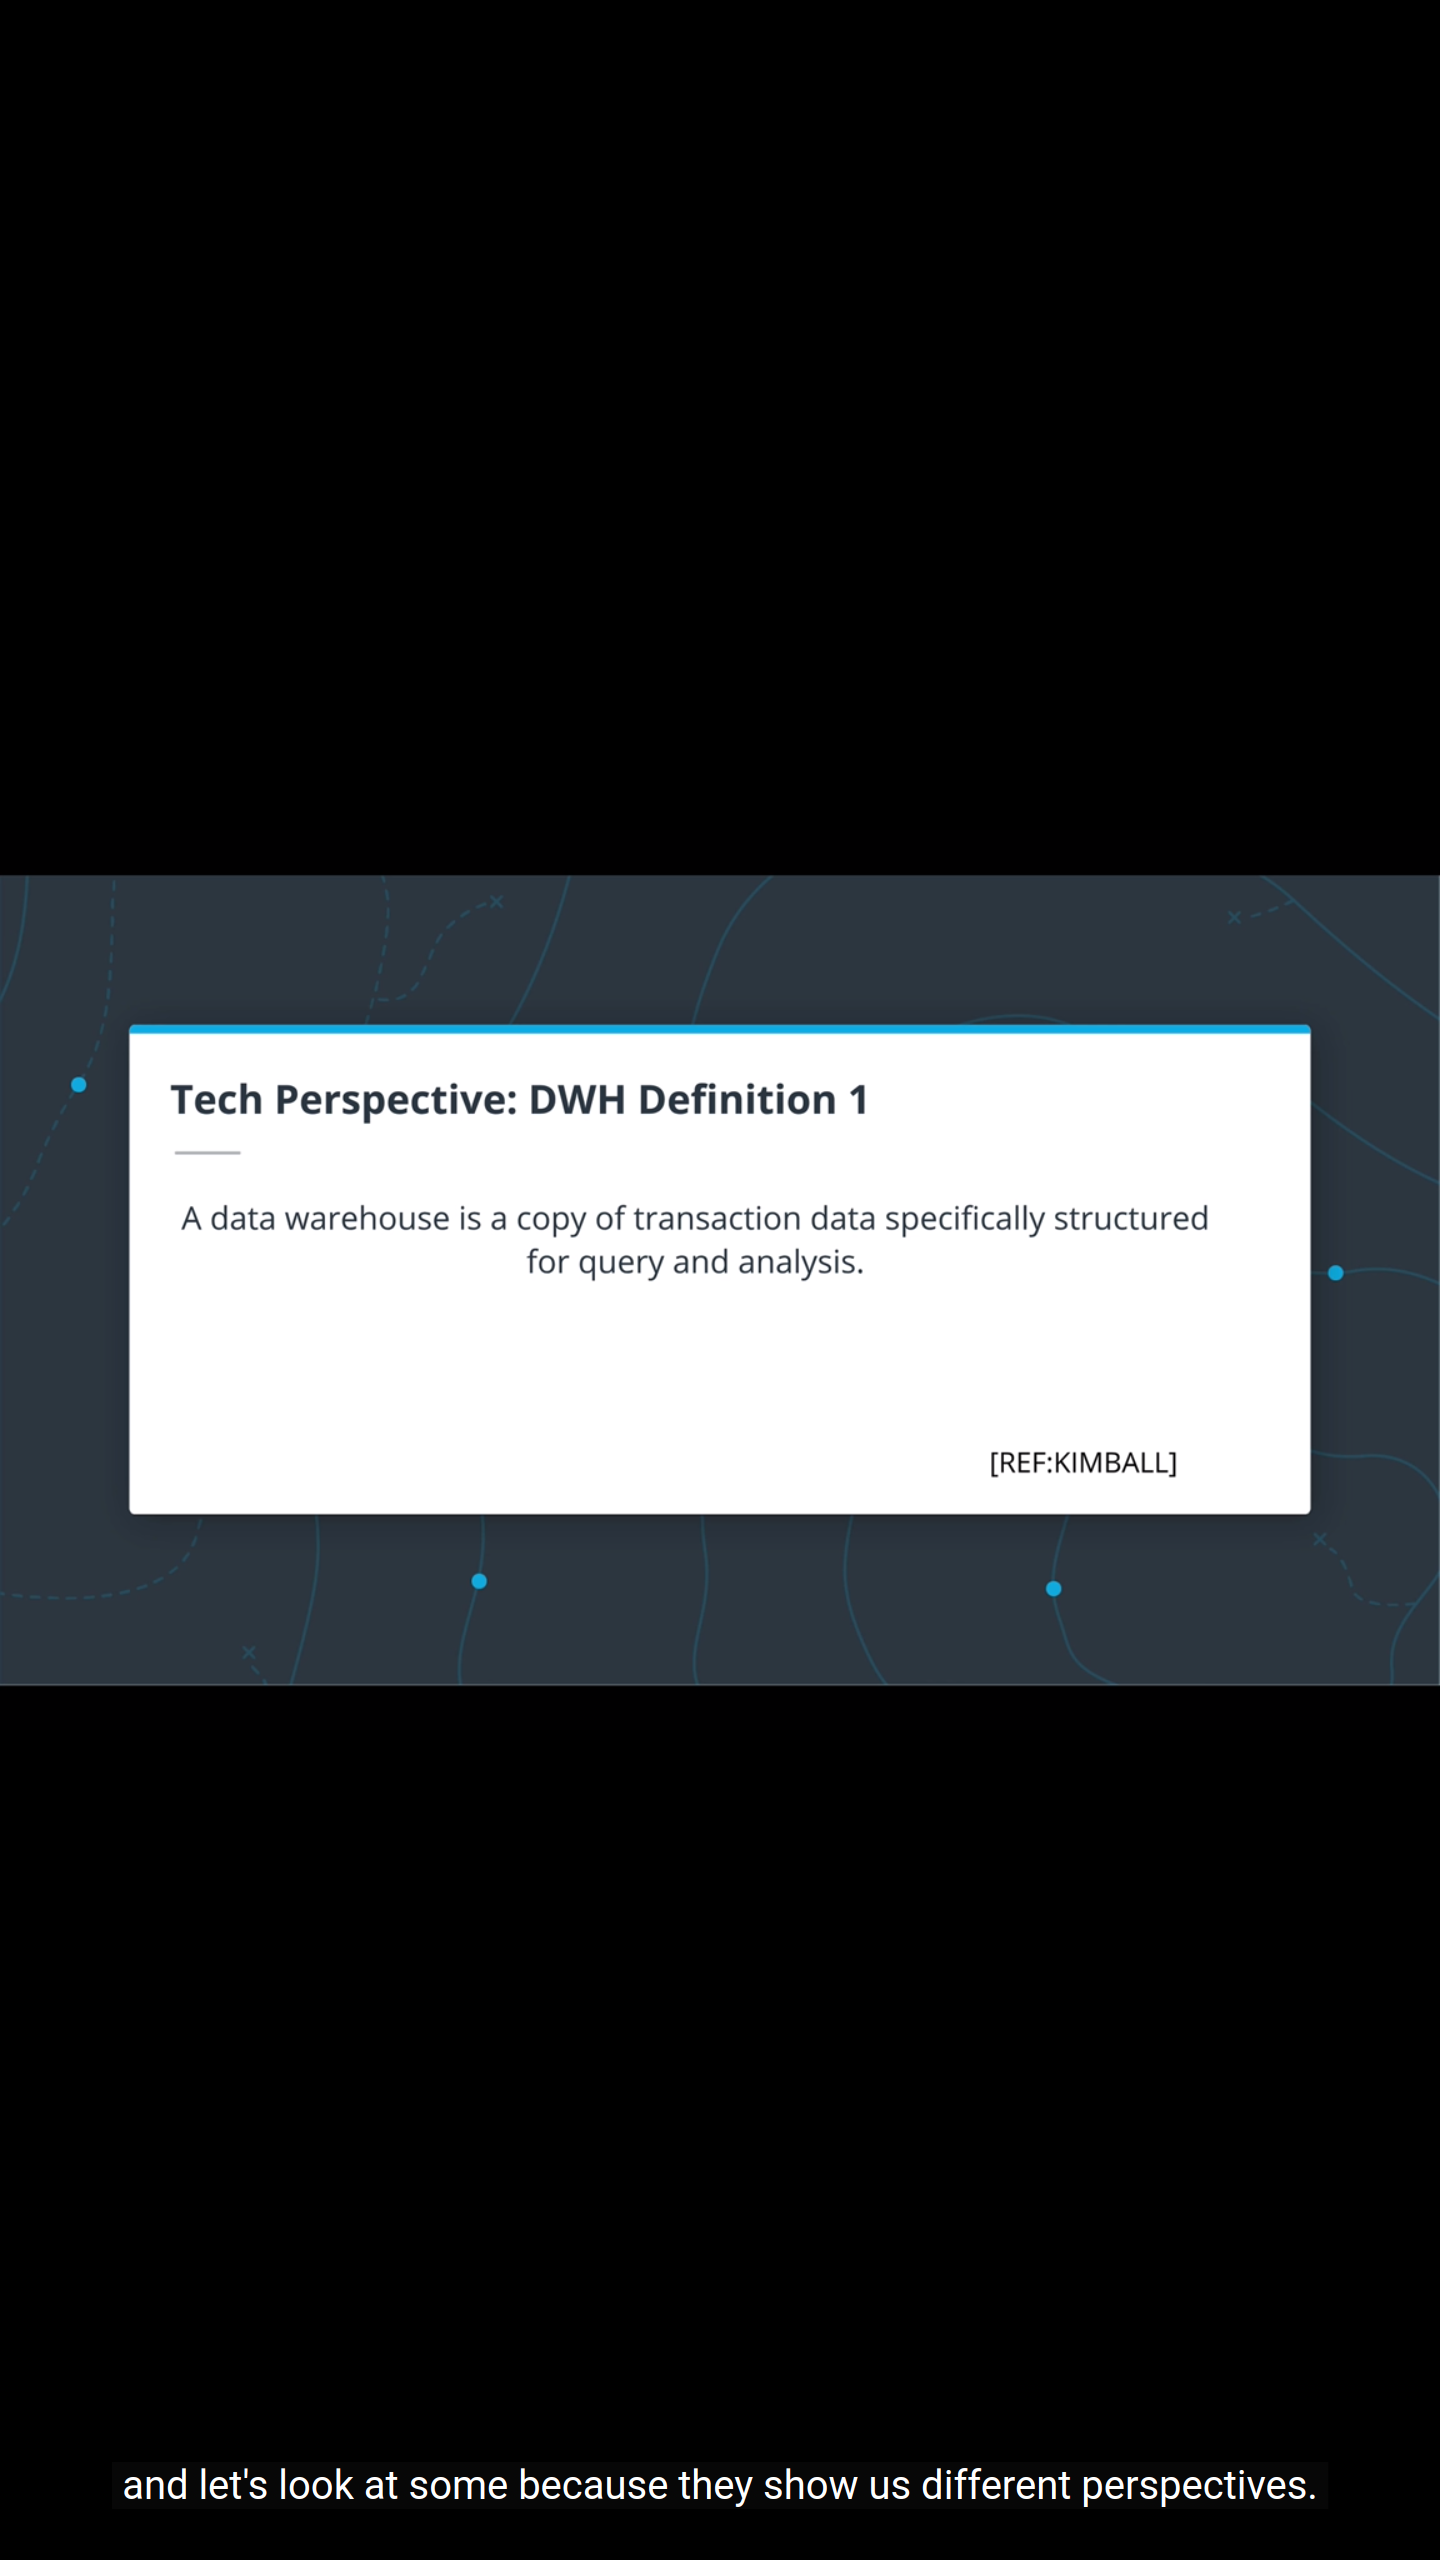 Tech Perspective: DWH Definition 1
A data warehouse is a copy of transaction data specifically structured
for query and analysis.
[REF:KIMBALL]
and let's look at some because they show us different perspectives.